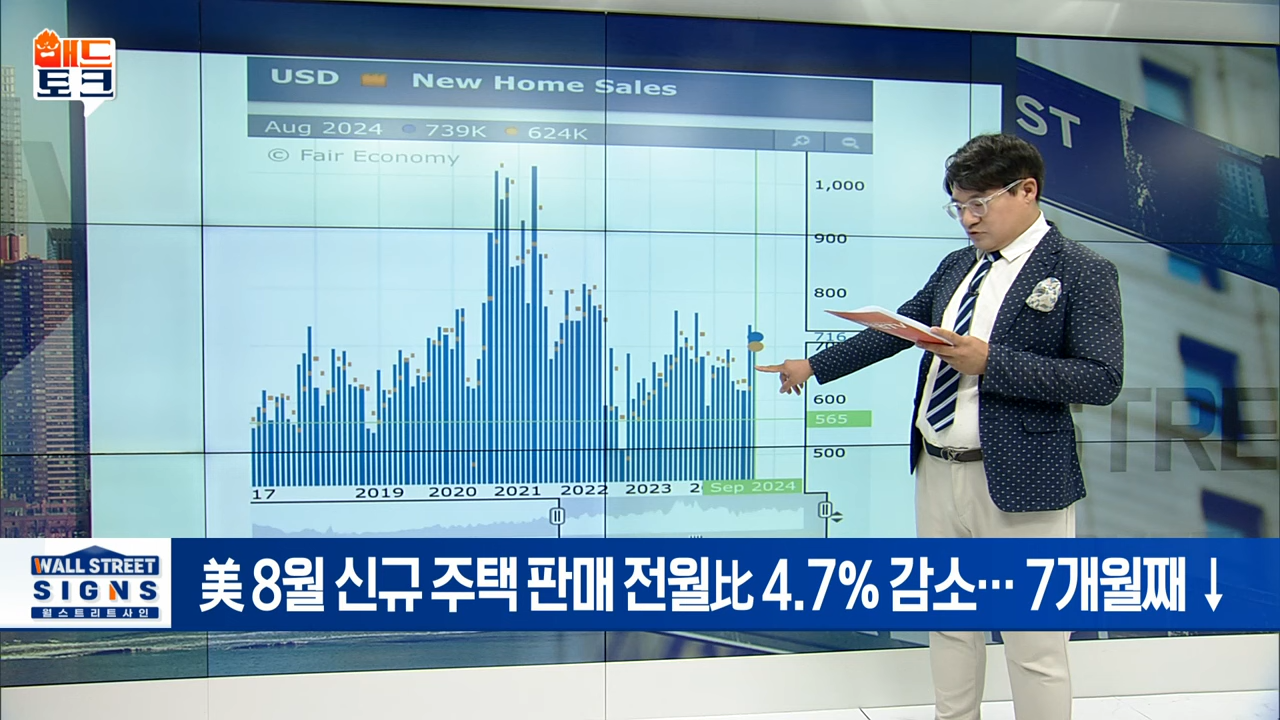 매드
토크
USD New Home Sales
Aug 2024 739K 624K
© Fair Economy
ST
1,000
900
800
716
600
565
500
17 2019 2020 2021 2022 2023 2 Sep 2024
STRE
WALL STREET
SIGNS
월스트리트사인
美 8월 신규 주택 판매 전월比 4.7% 감소… 7개월째 ↓